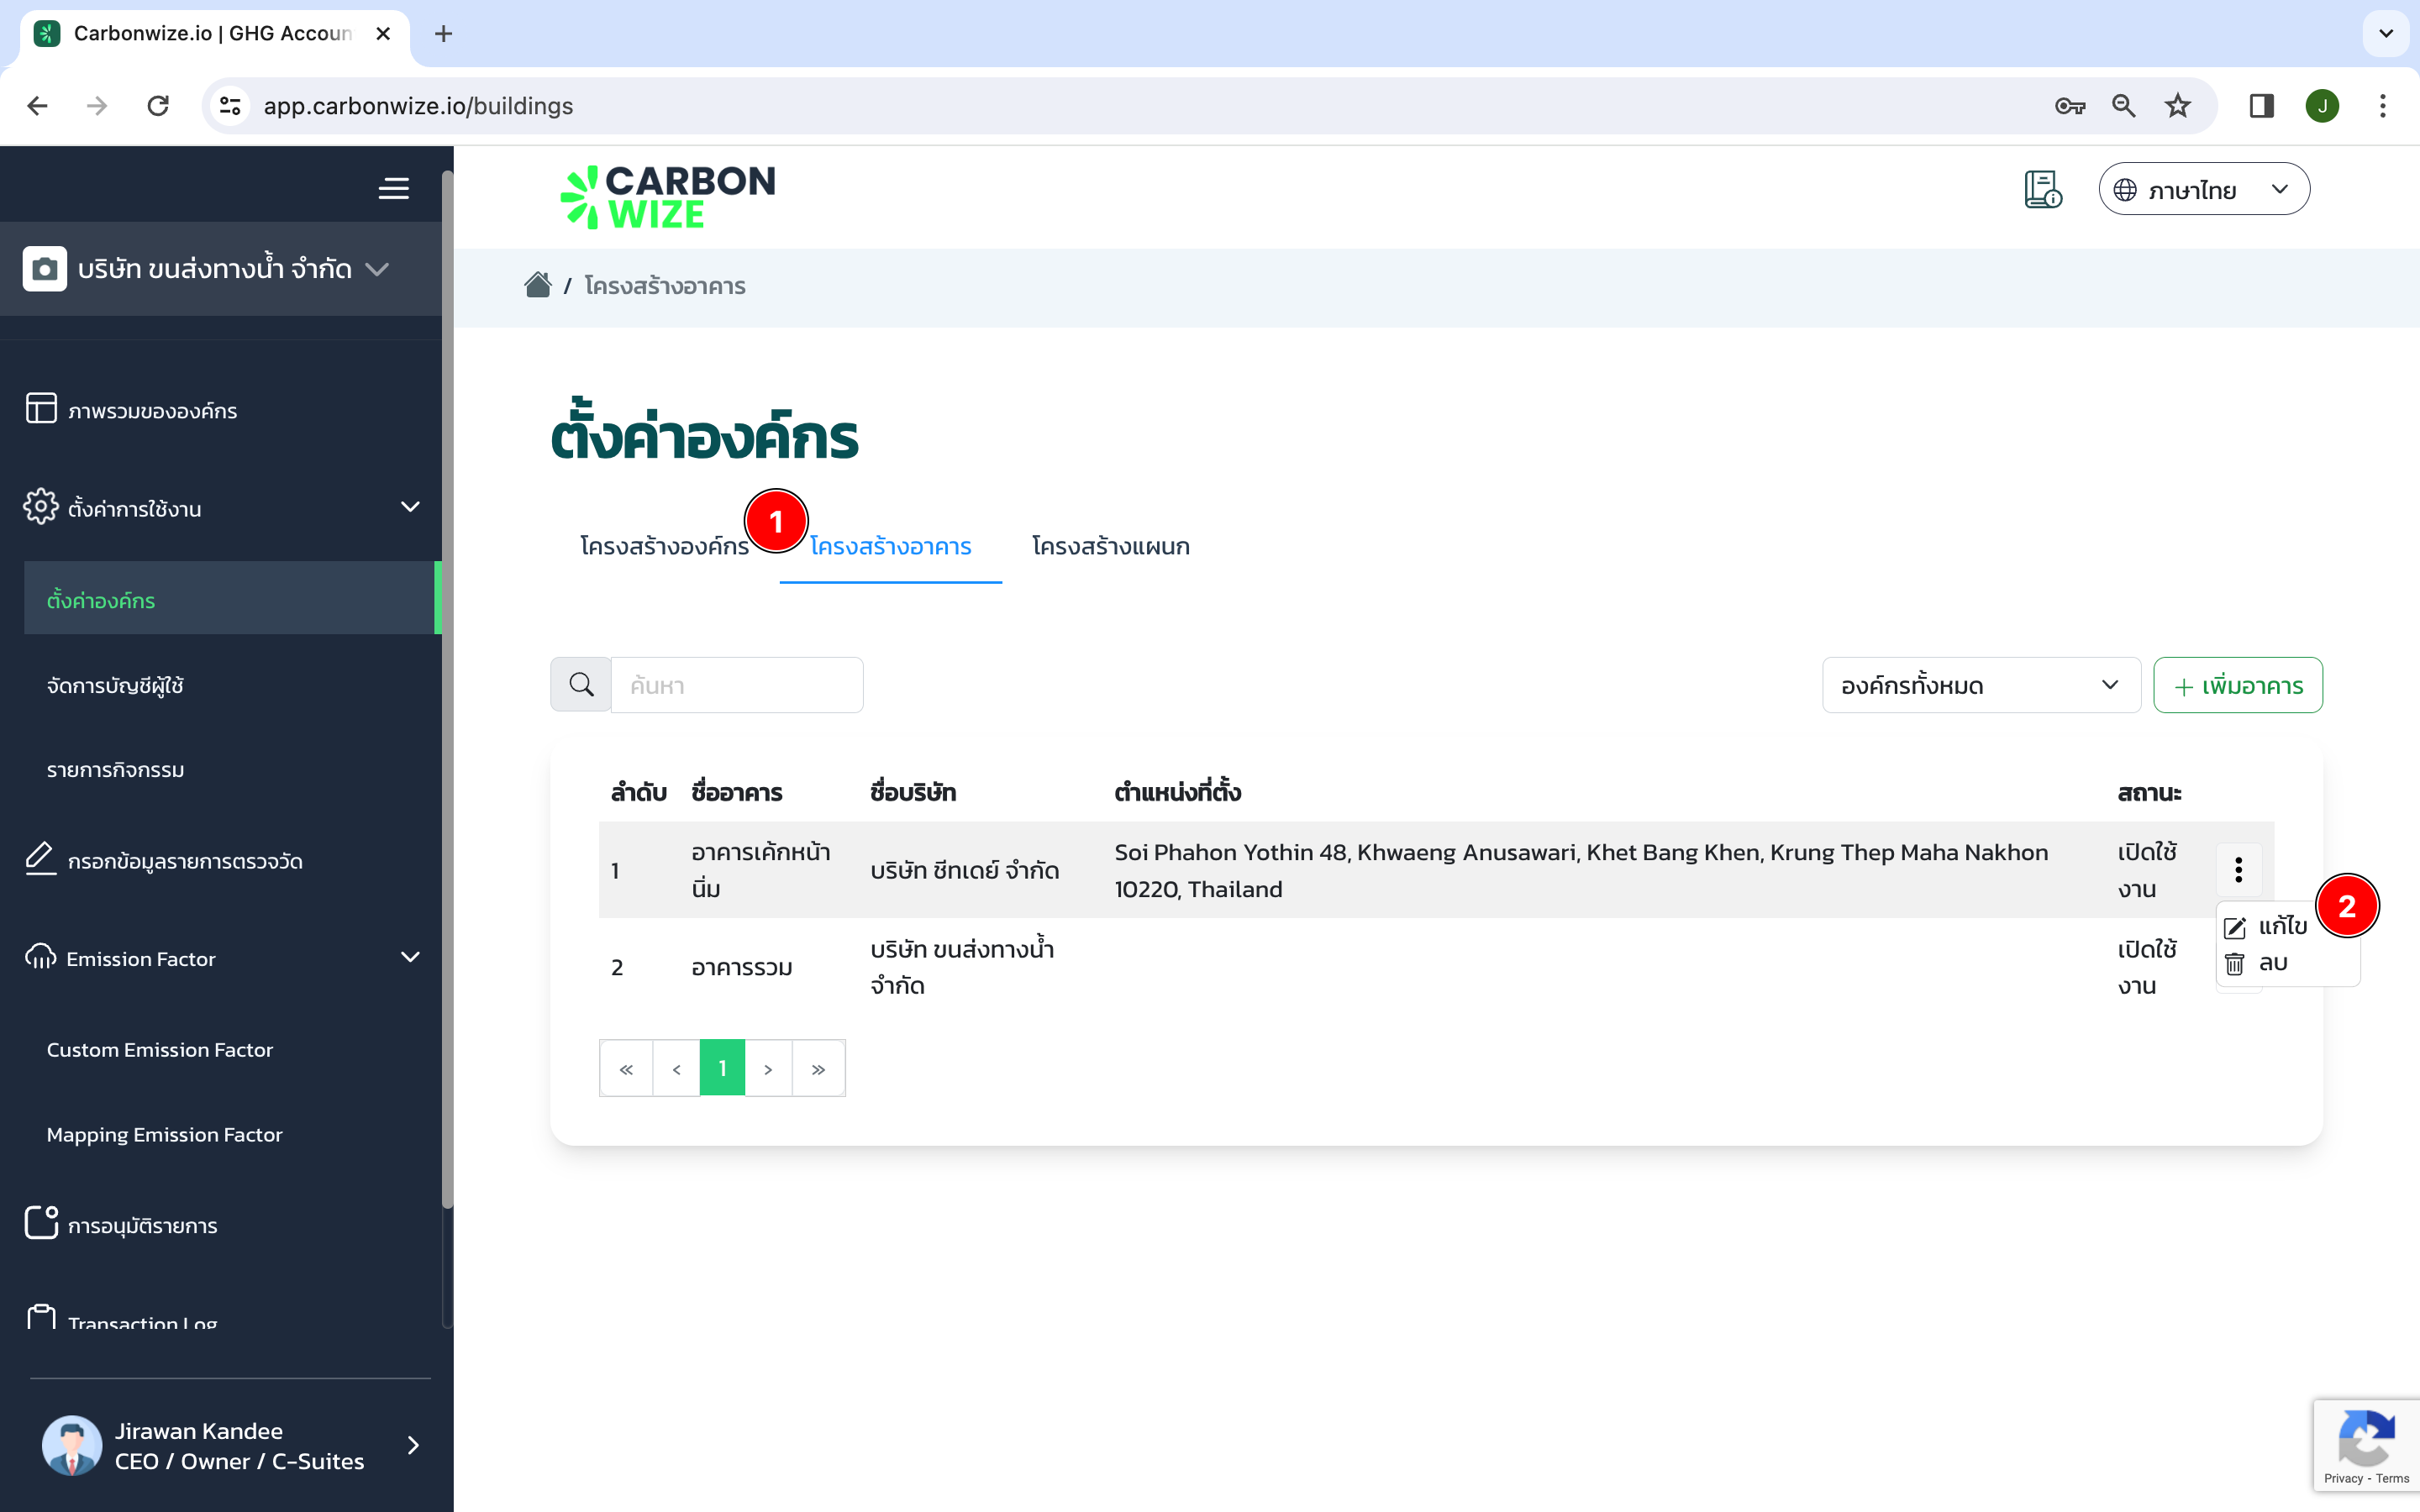 Carbonwize.io | GHG Accoun
app.carbonwize.io/buildings
J
บริษัท ขนส่งทางน้ำ จำกัด
ภาพรวมขององค์กร
ตั้งค่าการใช้งาน
ตั้งค่าองค์กร
จัดการบัญชีผู้ใช้
รายการกิจกรรม
กรอกข้อมูลรายการตรวจวัด
Emission Factor
Custom Emission Factor
Mapping Emission Factor
การอนุมัติรายการ
Transaction Log
Jirawan Kandee
CEO / Owner / C-Suites
CARBON
WIZE
ภาษาไทย
/ โครงสร้างอาคาร
ตั้งค่าองค์กร
1
โครงสร้างองค์กร โครงสร้างอาคาร โครงสร้างแผนก
ค้นหา
องค์กรทั้งหมด
+ เพิ่มอาคาร
ลำดับ ชื่ออาคาร ชื่อบริษัท ตำแหน่งที่ตั้ง สถานะ
1 อาคารเค้กหน้า
นิ่ม
บริษัท ชีทเดย์ จำกัด
Soi Phahon Yothin 48, Khwaeng Anusawari, Khet Bang Khen, Krung Thep Maha Nakhon
10220, Thailand
เปิดใช้
งาน
2
แก้ไข
ลบ
2 อาคารรวม
บริษัท ขนส่งทางน้ำ
จำกัด
เปิดใช้
งาน
« ‹ 1 › »
Privacy - Terms